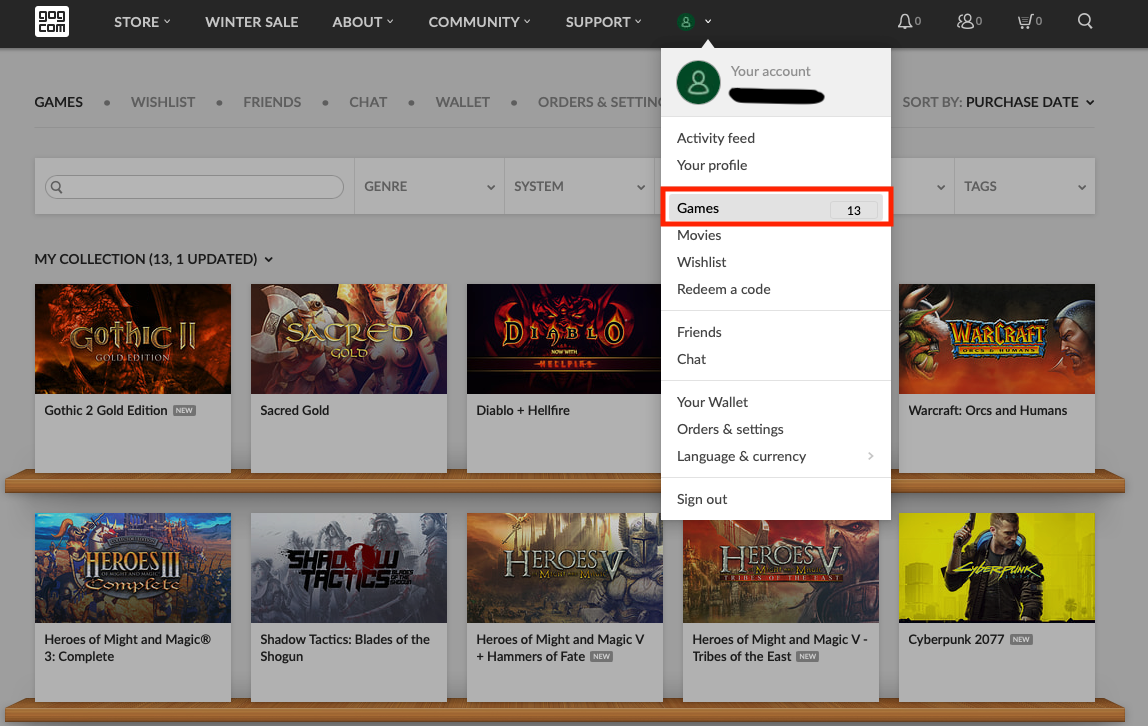 gog
com
STORE
WINTER SALE
ABOUT
COMMUNITY
SUPPORT
0
0
0
GAMES • WISHLIST • FRIENDS • CHAT • WALLET • ORDERS & SETTIN
SORT BY: PURCHASE DATE
Your account
Activity feed
Your profile
Games 13
Movies
Wishlist
Redeem a code
Friends
Chat
Your Wallet
Orders & settings
Language & currency
Sign out
GENRE
SYSTEM
TAGS
MY COLLECTION (13, 1 UPDATED)
GOTHIC II
GOLD EDITION
Gothic 2 Gold Edition NEW
SACRED
GOLD
Sacred Gold
DIABLO
NOW WITH
HELLFIRE
Diablo + Hellfire
WARCRAFT
ORCS & HUMANS
Warcraft: Orcs and Humans
HEROES III
OF MIGHT AND MAGIC
Complete
Heroes of Might and Magic®
3: Complete
SHADOW
TACTICS
BLADES
OF THE
SHOGUN
Shadow Tactics: Blades of the
Shogun
HEROES V
OF MIGHT AND MAGIC
Heroes of Might and Magic V
+ Hammers of Fate NEW
HEROES V
OF MIGHT AND MAGIC
TRIBES OF THE EAST
Heroes of Might and Magic V -
Tribes of the East NEW
CYBERPUNK
Cyberpunk 2077 NEW